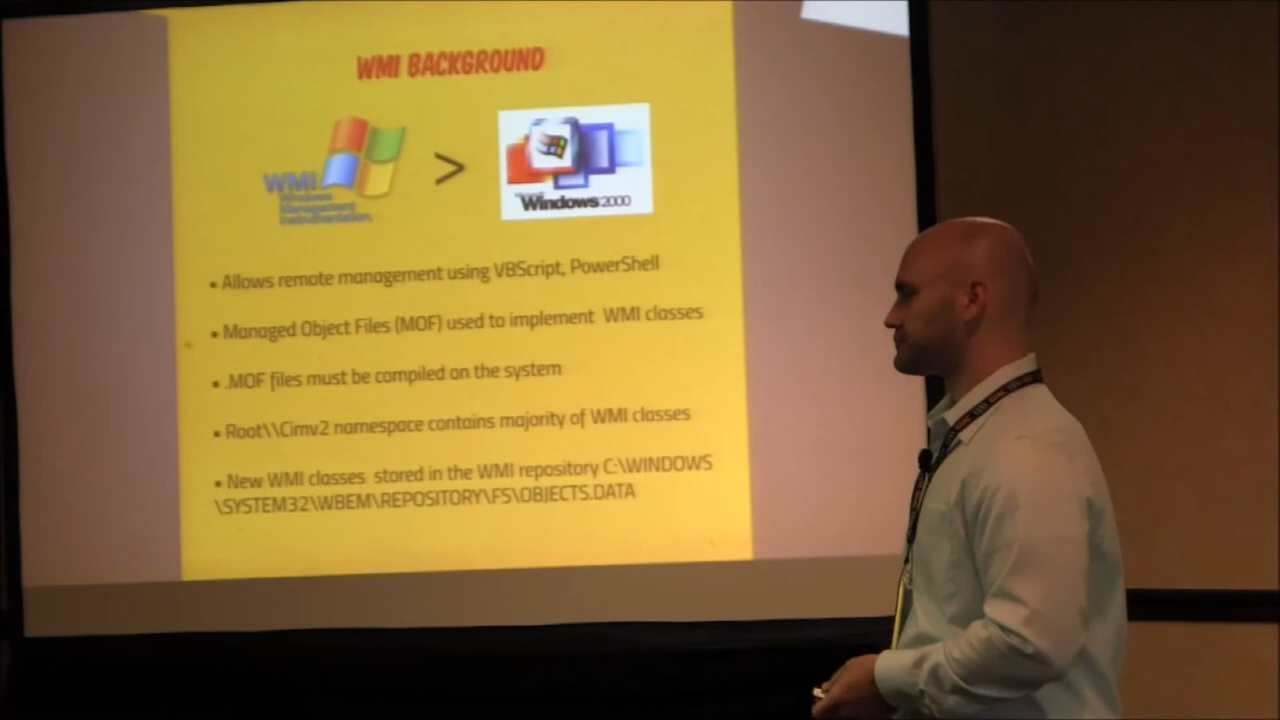 WMI BACKGROUND
WMI
Windows
Management
Instrumentation
>
Microsoft
Windows 2000
▪ Allows remote management using VBScript, PowerShell
▪ Managed Object Files (MOF) used to implement WMI classes
▪ .MOF files must be compiled on the system
▪ Root\\Cimv2 namespace contains majority of WMI classes
▪ New WMI classes stored in the WMI repository C:\WINDOWS
\SYSTEM32\WBEM\REPOSITORY\FS\OBJECTS.DATA